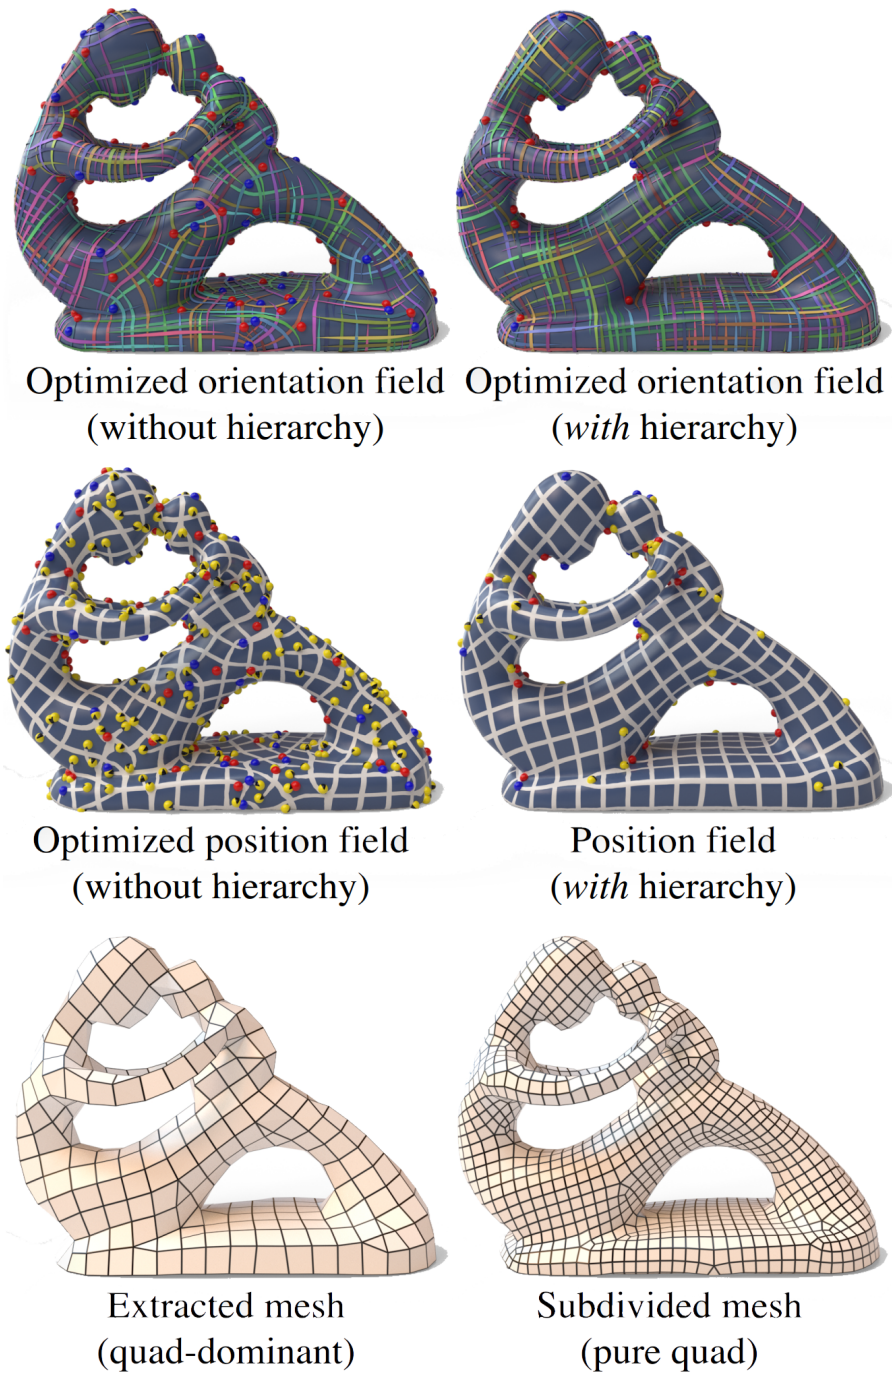 Optimized orientation field
(without hierarchy)
Optimized orientation field
(with hierarchy)
Optimized position field
(without hierarchy)
Position field
(with hierarchy)
Extracted mesh
(quad-dominant)
Subdivided mesh
(pure quad)